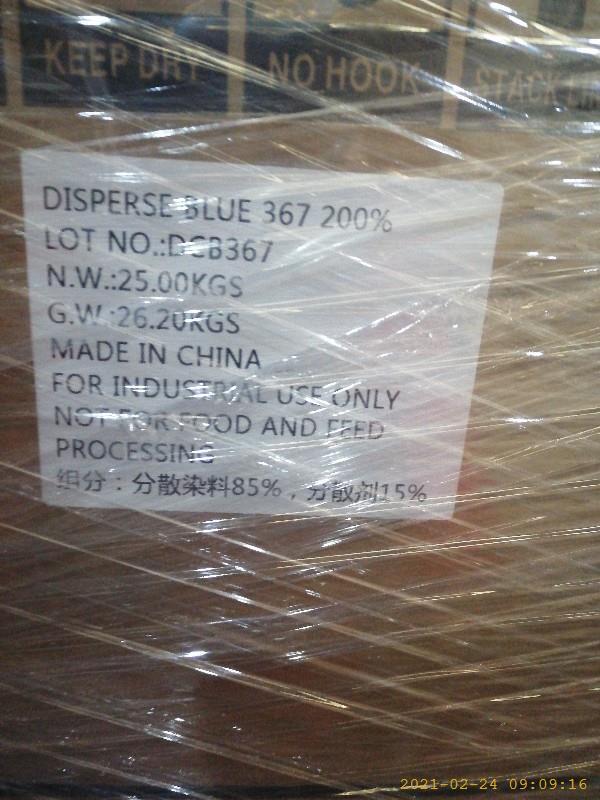 KEEP DRY NO HOOK STACK
DISPERSE BLUE 367 200%
LOT NO.:DCB367
N.W.:25.00KGS
G.W.:26.20KGS
MADE IN CHINA
FOR INDUSTRIAL USE ONLY
NOT FOR FOOD AND FEED
PROCESSING
组分：分散染料85%，分散剂15%
2021-02-24 09:09:16